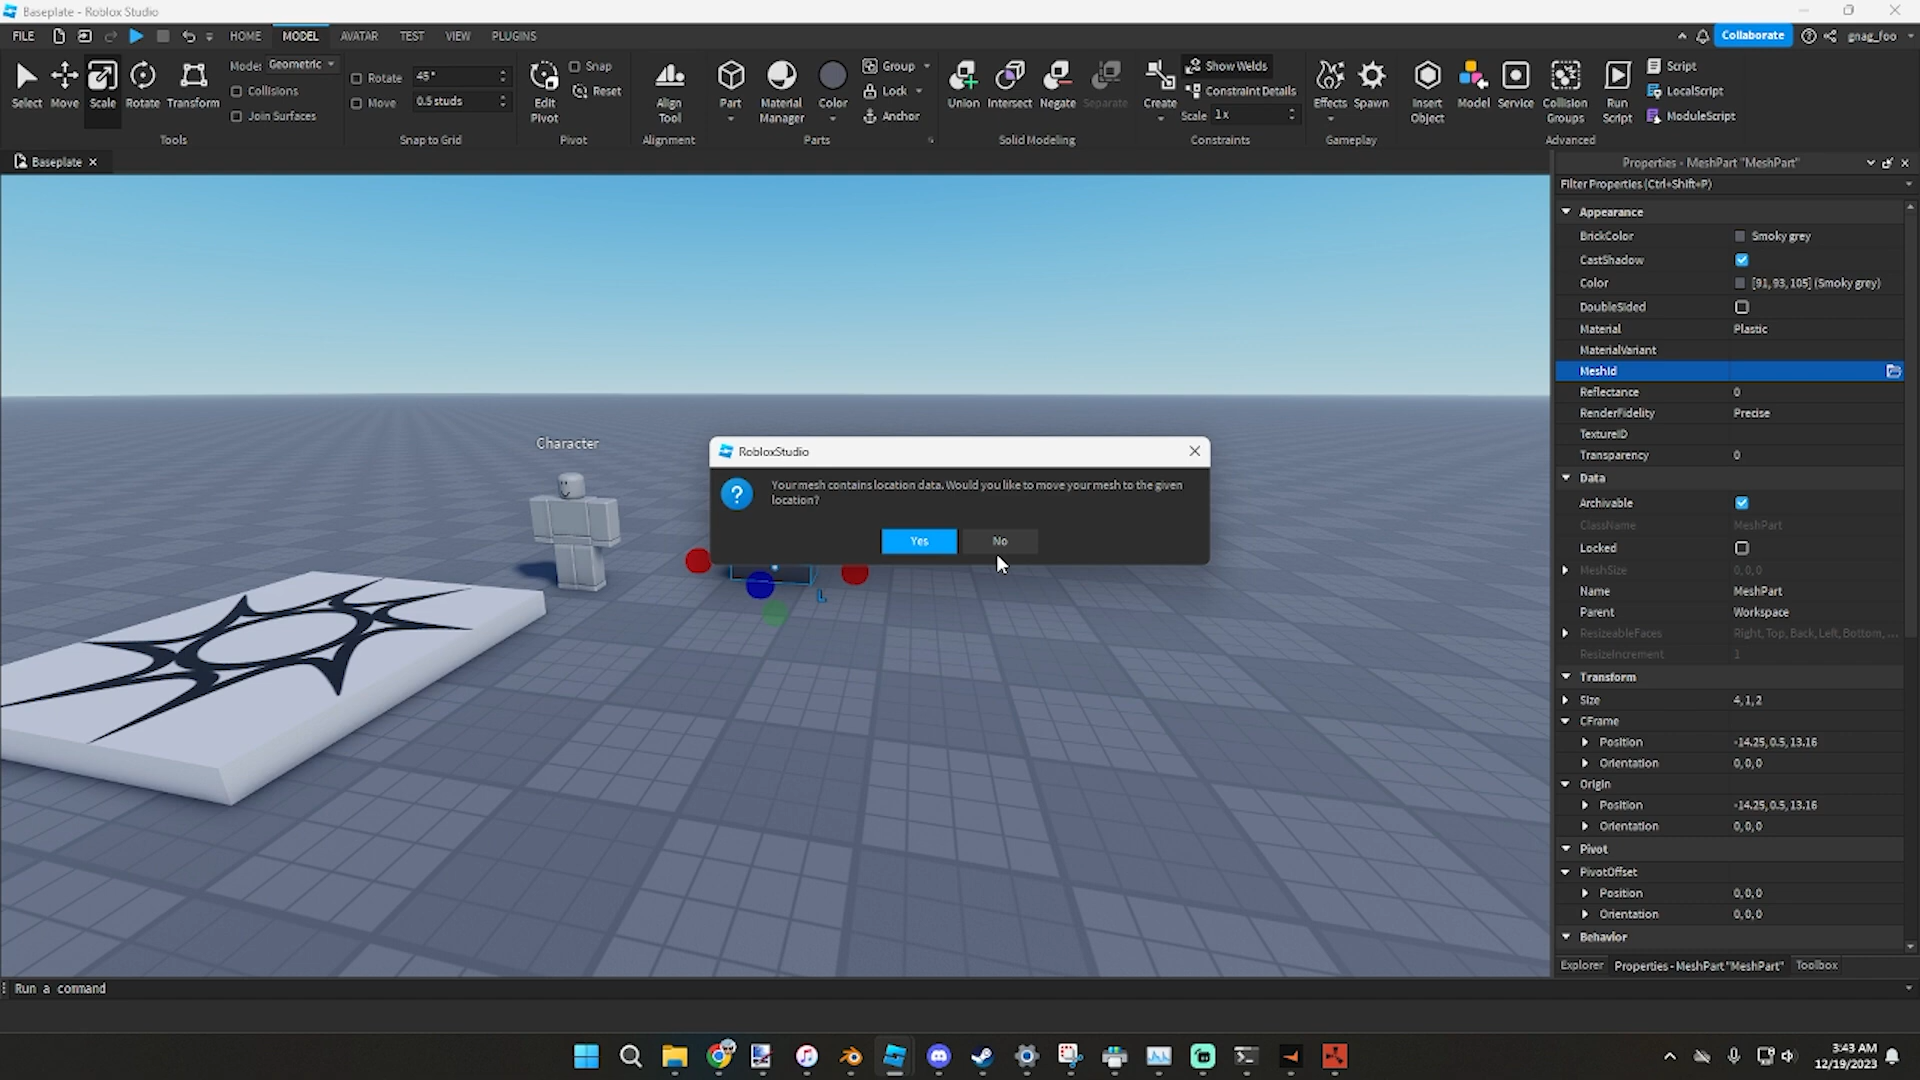 Baseplate - Roblox Studio
FILE HOME MODEL AVATAR TEST VIEW PLUGINS Collaborate gnag_foo
Select Move Scale Rotate Transform
Mode: Geometric
Collisions
Join Surfaces
Tools
Rotate 45°
Move 0.5 studs
Snap to Grid
Edit Pivot
Snap
Reset
Pivot
Align Tool
Alignment
Part
Material Manager
Color
Group
Lock
Anchor
Parts
Union Intersect Negate Separate
Solid Modeling
Create
Show Welds
Constraint Details
Scale 1x
Constraints
Effects Spawn
Gameplay
Insert Object
Model
Service
Collision Groups
Run Script
Script
LocalScript
ModuleScript
Advanced
Baseplate
Character
RobloxStudio
Your mesh contains location data. Would you like to move your mesh to the given
location?
Yes No
Properties - MeshPart "MeshPart"
Filter Properties (Ctrl+Shift+P)
Appearance
BrickColor Smoky grey
CastShadow
Color [91, 93, 105] (Smoky grey)
DoubleSided
Material Plastic
MaterialVariant
MeshId
Reflectance 0
RenderFidelity Precise
TextureID
Transparency 0
Data
Archivable
ClassName MeshPart
Locked
MeshSize 0, 0, 0
Name MeshPart
Parent Workspace
ResizeableFaces Right, Top, Back, Left, Bottom, ...
ResizeIncrement 1
Transform
Size 4, 1, 2
CFrame
Position -14.25, 0.5, 13.16
Orientation 0, 0, 0
Origin
Position -14.25, 0.5, 13.16
Orientation 0, 0, 0
Pivot
PivotOffset
Position 0, 0, 0
Orientation 0, 0, 0
Behavior
Explorer Properties - MeshPart "MeshPart" Toolbox
Run a command
3:43 AM
12/19/2023